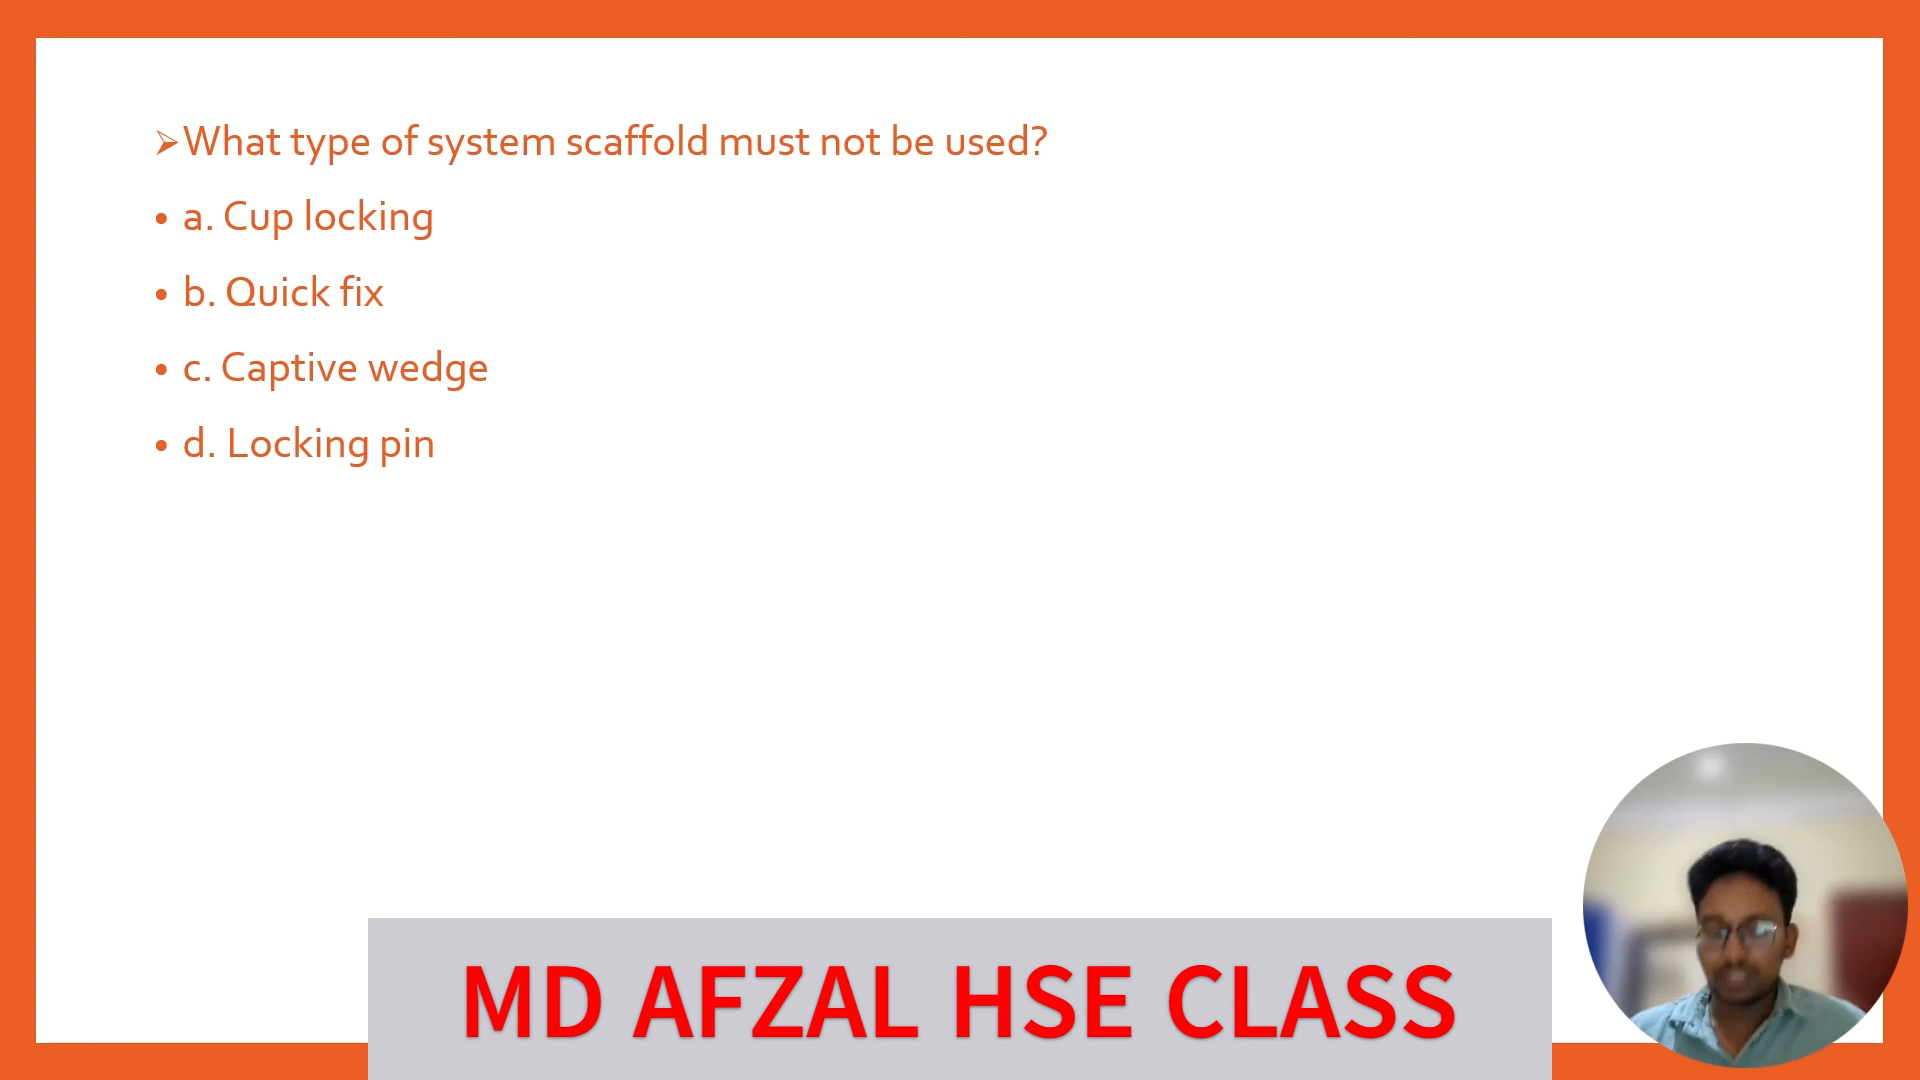 ➢What type of system scaffold must not be used?
• a. Cup locking
• b. Quick fix
• c. Captive wedge
• d. Locking pin
MD AFZAL HSE CLASS